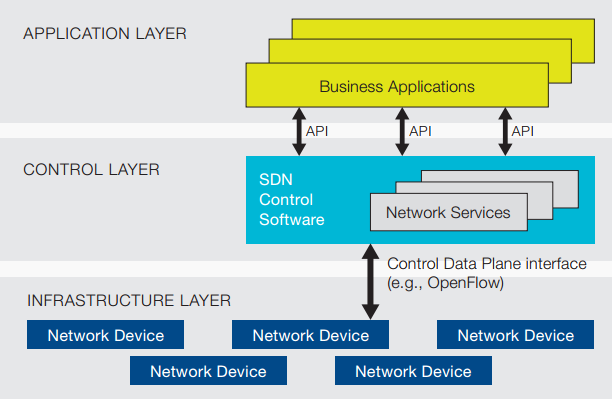 APPLICATION LAYER
Business Applications
API API API
CONTROL LAYER
SDN
Control
Software
Network Services
Control Data Plane interface
(e.g., OpenFlow)
INFRASTRUCTURE LAYER
Network Device Network Device Network Device
Network Device Network Device